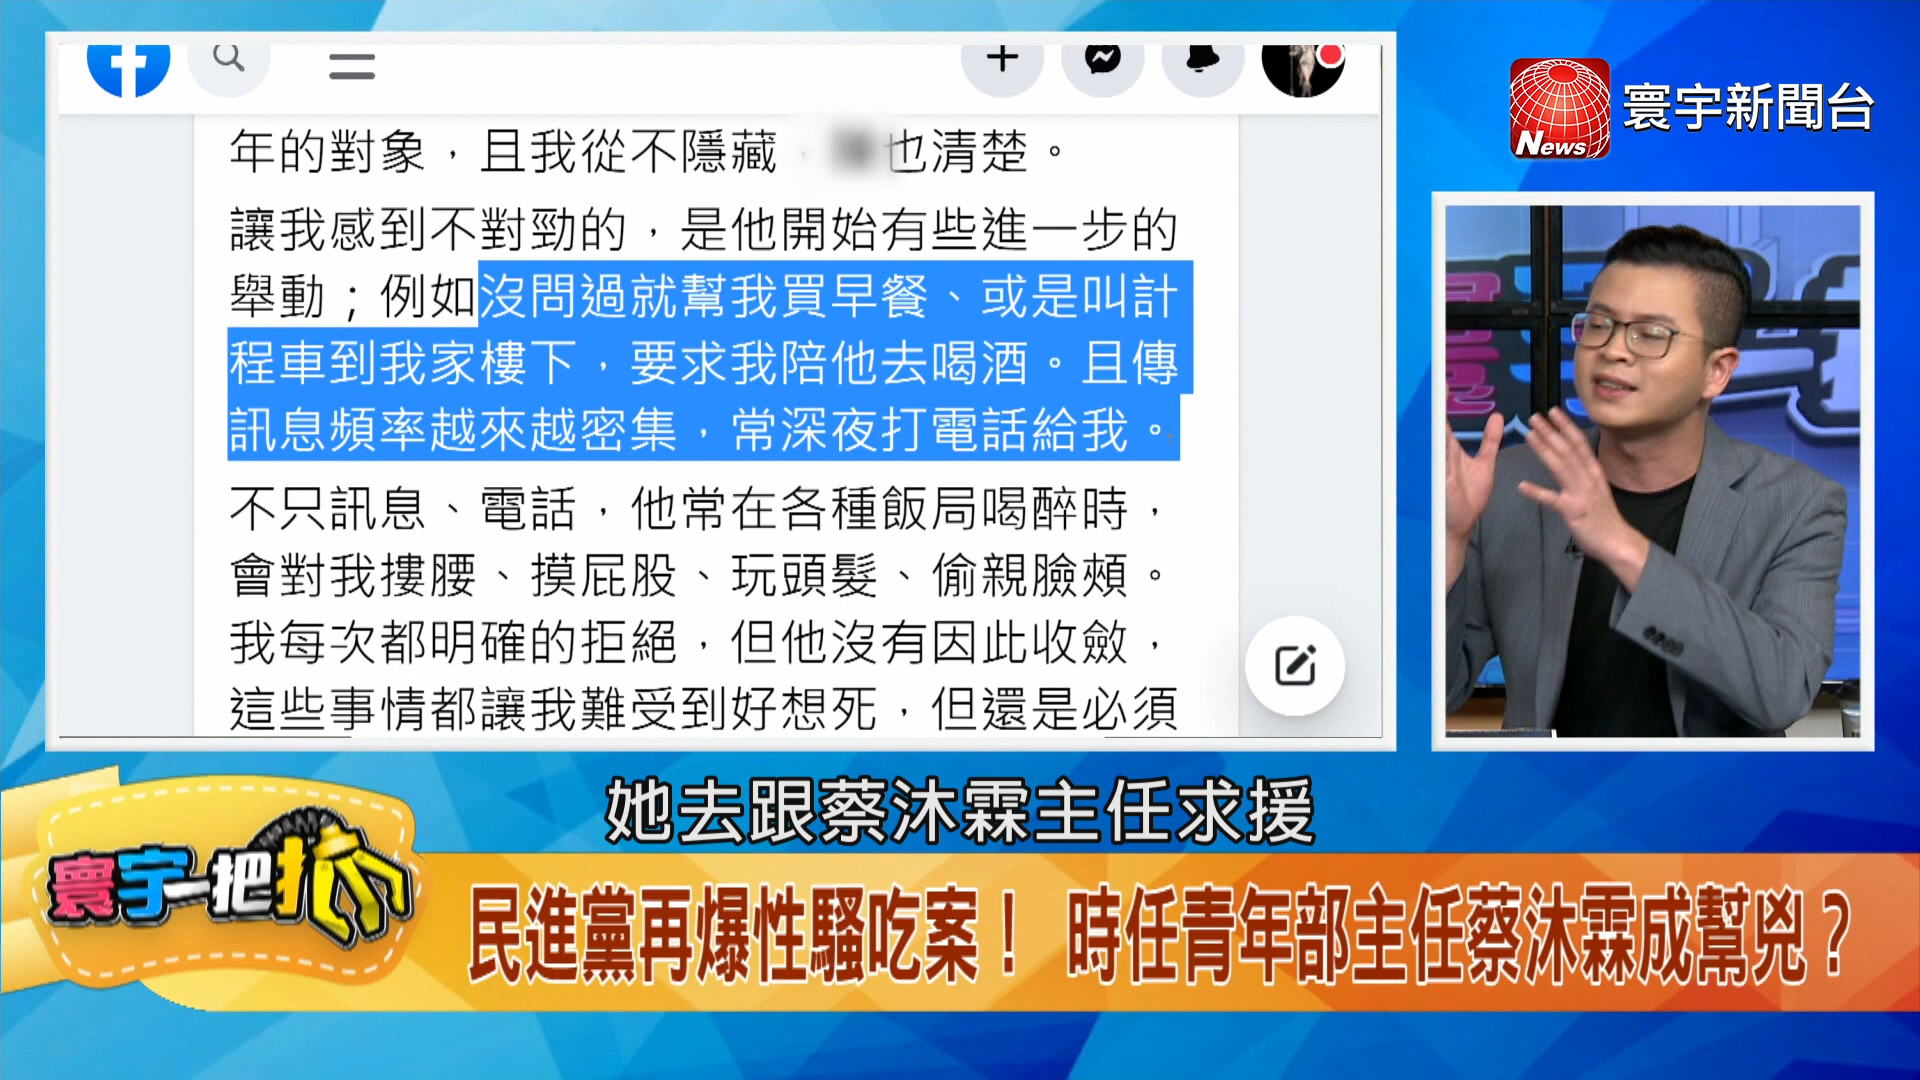 年的對象，且我從不隱藏，也清楚。
讓我感到不對勁的，是他開始有些進一步的
舉動；例如沒問過就幫我買早餐、或是叫計
程車到我家樓下，要求我陪他去喝酒。且傳
訊息頻率越來越密集，常深夜打電話給我。
不只訊息、電話，他常在各種飯局喝醉時，
會對我摟腰、摸屁股、玩頭髮、偷親臉頰。
我每次都明確的拒絕，但他沒有因此收斂，
這些事情都讓我難受到好想死，但還是必須
News
寰宇新聞台
她去跟蔡沐霖主任求援
寰宇一把抓
民進黨再爆性騷吃案！ 時任青年部主任蔡沐霖成幫兇？